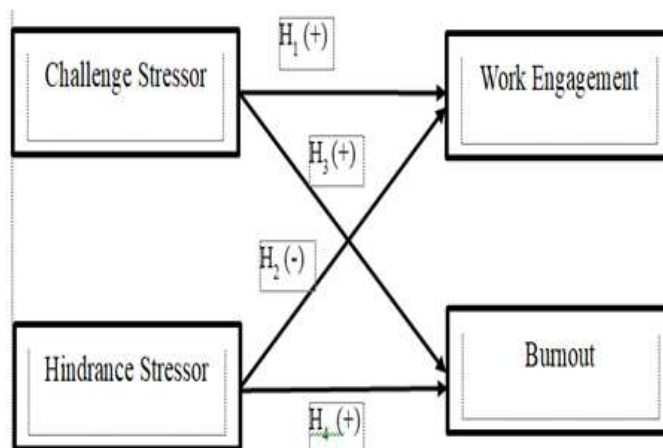 H₁ (+)
Challenge Stressor
Work Engagement
H₃ (+)
H₂ (-)
Hindrance Stressor
Burnout
H₄ (+)